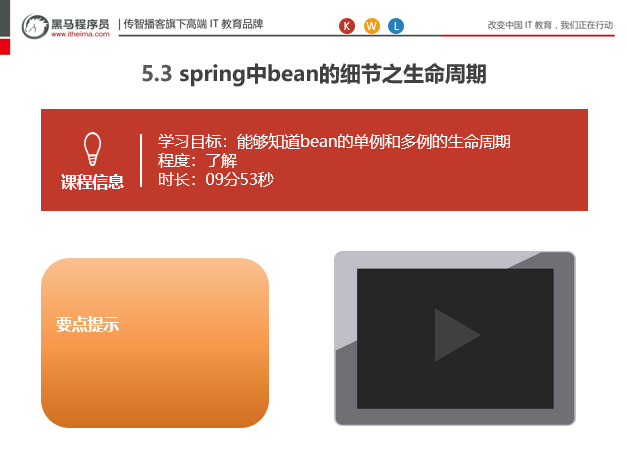 黑马程序员
www.itheima.com
传智播客旗下高端 IT 教育品牌
K W L
改变中国 IT 教育，我们正在行动
5.3 spring中bean的细节之生命周期
学习目标：能够知道bean的单例和多例的生命周期
程度：了解
时长：09分53秒
课程信息
要点提示